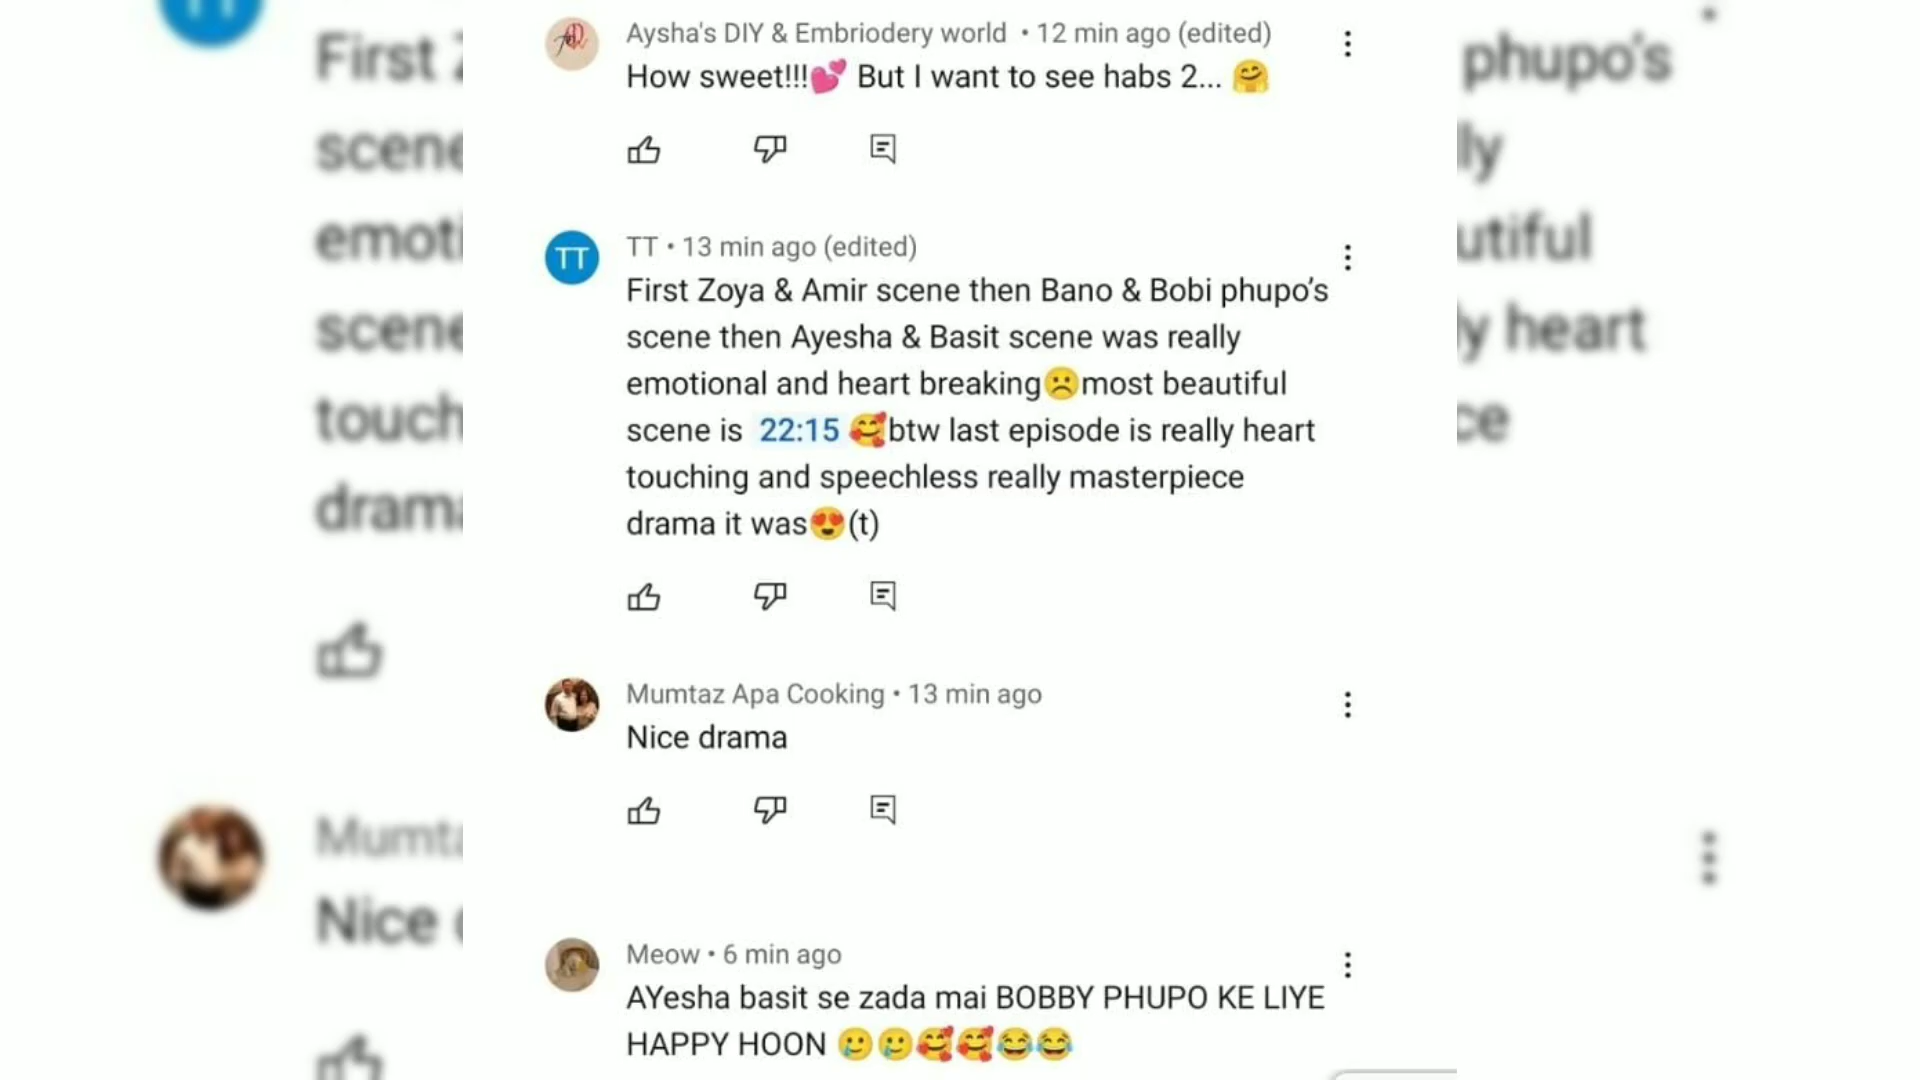 Aysha's DIY & Embriodery world • 12 min ago (edited)
How sweet!!!💕 But I want to see habs 2... 🤗
TT
TT • 13 min ago (edited)
First Zoya & Amir scene then Bano & Bobi phupo's
scene then Ayesha & Basit scene was really
emotional and heart breaking☹️most beautiful
scene is 22:15 🥰btw last episode is really heart
touching and speechless really masterpiece
drama it was😍(t)
Mumtaz Apa Cooking • 13 min ago
Nice drama
Meow • 6 min ago
AYesha basit se zada mai BOBBY PHUPO KE LIYE
HAPPY HOON 🥲🥲🥰🥰😂😂